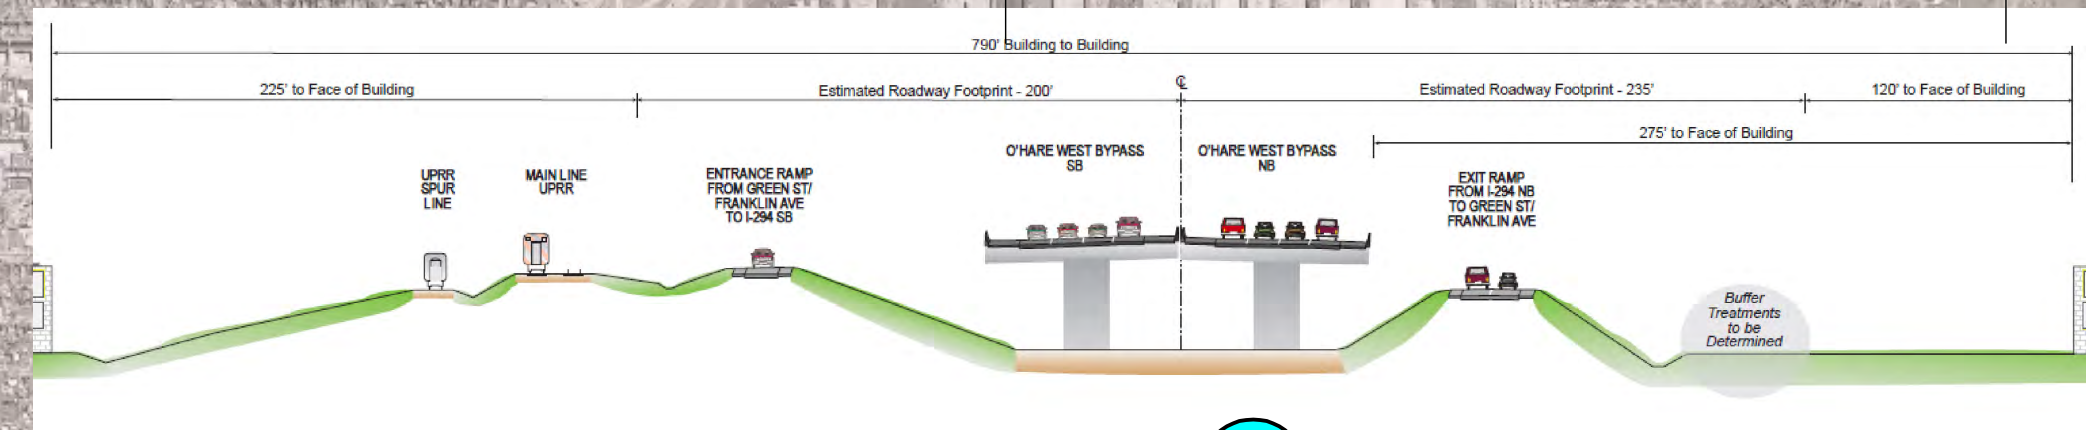 790' Building to Building
225' to Face of Building
Estimated Roadway Footprint - 200'
℄
Estimated Roadway Footprint - 235'
120' to Face of Building
275' to Face of Building
UPRR
SPUR
LINE
MAIN LINE
UPRR
ENTRANCE RAMP
FROM GREEN ST/
FRANKLIN AVE
TO I-294 SB
O'HARE WEST BYPASS
SB
O'HARE WEST BYPASS
NB
EXIT RAMP
FROM I-294 NB
TO GREEN ST/
FRANKLIN AVE
Buffer
Treatments
to be
Determined